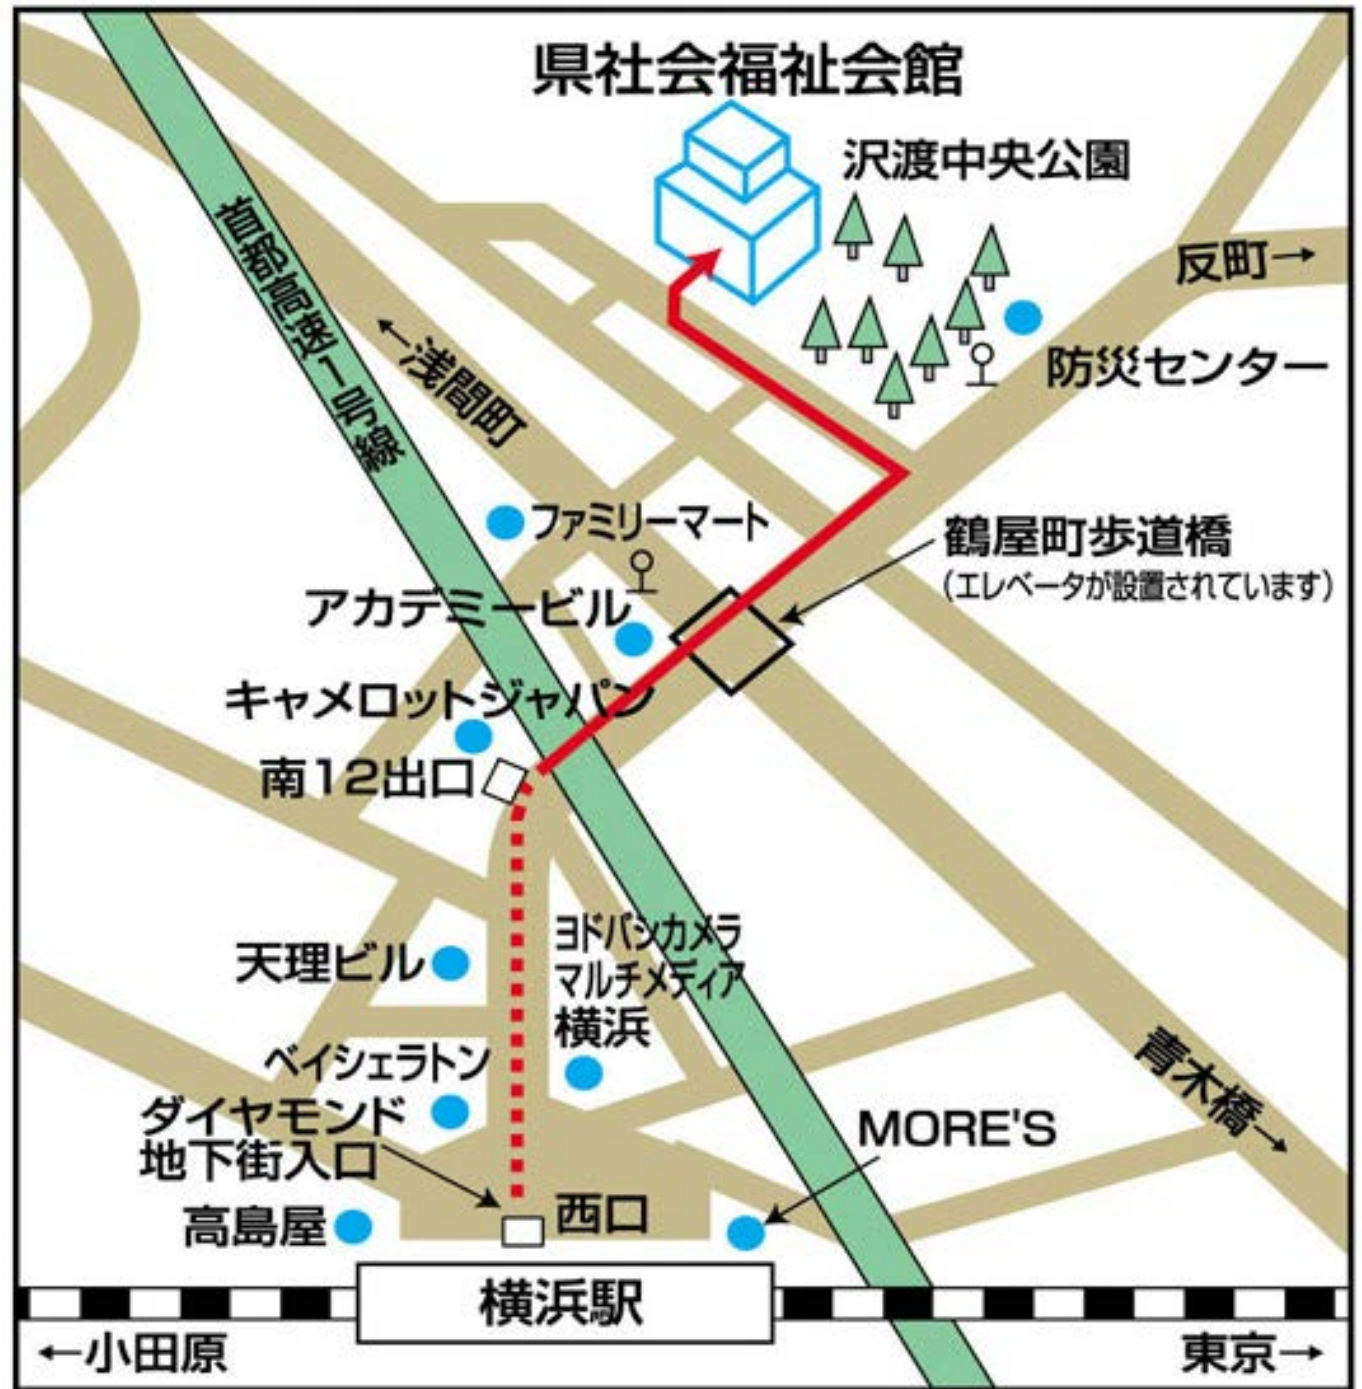 県社会福祉会館
沢渡中央公園
首都高速1号線
反町→
←浅間町
防災センター
ファミリーマート
鶴屋町歩道橋
(エレベータが設置されています)
アカデミービル
キャメロットジャパン
南12出口
ヨドバシカメラ
マルチメディア
横浜
天理ビル
ベイシェラトン
青木橋→
ダイヤモンド
地下街入口
MORE'S
高島屋
西口
横浜駅
←小田原
東京→